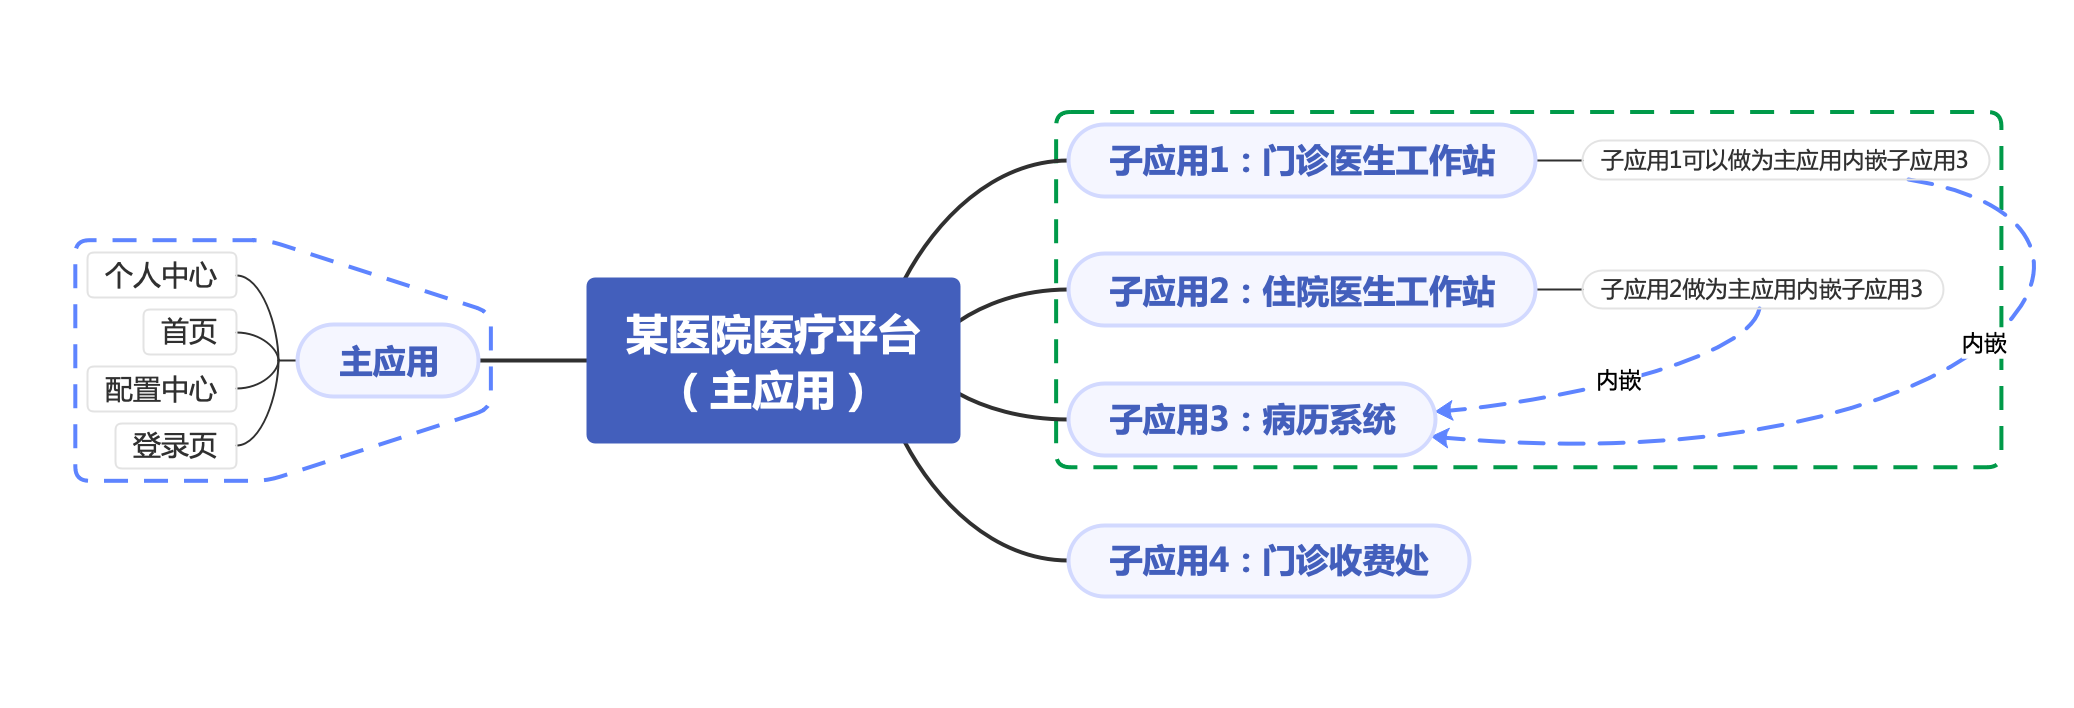 个人中心
首页
配置中心
登录页
主应用
某医院医疗平台
（主应用）
子应用1：门诊医生工作站
子应用1可以做为主应用内嵌子应用3
子应用2：住院医生工作站
子应用2做为主应用内嵌子应用3
内嵌
内嵌
子应用3：病历系统
子应用4：门诊收费处